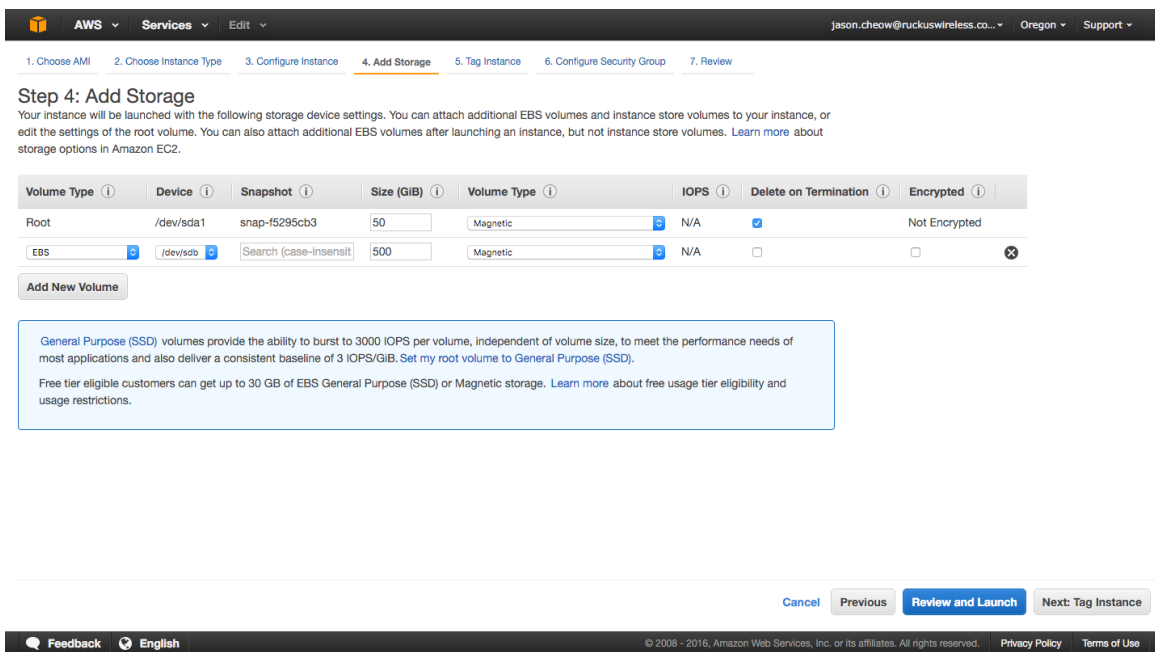 AWS Services Edit jason.cheow@ruckuswireless.co... Oregon Support
1. Choose AMI 2. Choose Instance Type 3. Configure Instance 4. Add Storage 5. Tag Instance 6. Configure Security Group 7. Review
Step 4: Add Storage
Your instance will be launched with the following storage device settings. You can attach additional EBS volumes and instance store volumes to your instance, or
edit the settings of the root volume. You can also attach additional EBS volumes after launching an instance, but not instance store volumes. Learn more about
storage options in Amazon EC2.
Volume Type i Device i Snapshot i Size (GiB) i Volume Type i IOPS i Delete on Termination i Encrypted i
Root /dev/sda1 snap-f5295cb3 50 Magnetic N/A Not Encrypted
EBS /dev/sdb Search (case-insensit 500 Magnetic N/A
Add New Volume
General Purpose (SSD) volumes provide the ability to burst to 3000 IOPS per volume, independent of volume size, to meet the performance needs of
most applications and also deliver a consistent baseline of 3 IOPS/GiB. Set my root volume to General Purpose (SSD).
Free tier eligible customers can get up to 30 GB of EBS General Purpose (SSD) or Magnetic storage. Learn more about free usage tier eligibility and
usage restrictions.
Cancel Previous Review and Launch Next: Tag Instance
Feedback English © 2008 - 2016, Amazon Web Services, Inc. or its affiliates. All rights reserved. Privacy Policy Terms of Use